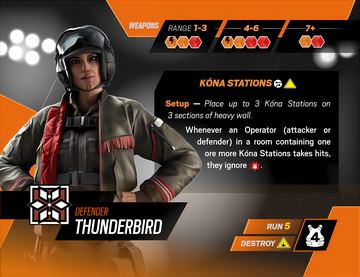 WEAPONS
RANGE 1-3
4-6
7+
KÓNA STATIONS
Setup — Place up to 3 Kóna Stations on
3 sections of heavy wall.
Whenever an Operator (attacker or
defender) in a room containing one
ore more Kóna Stations takes hits,
they ignore .
DEFENDER
THUNDERBIRD
RUN 5
DESTROY